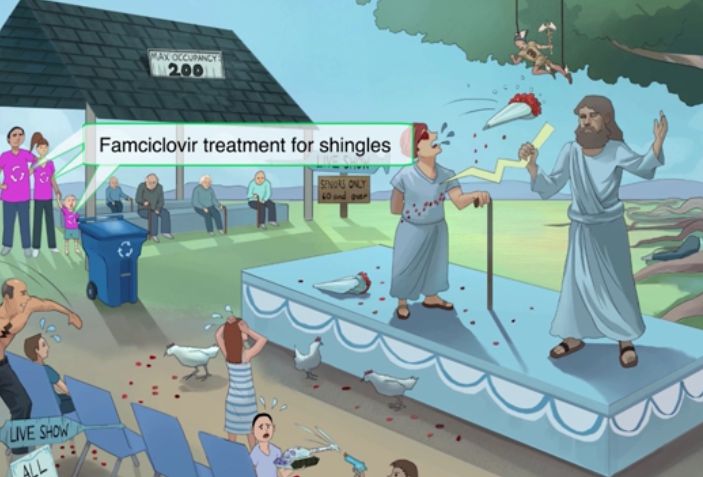 MAX OCCUPANCY:
200
Famciclovir treatment for shingles
LIVE SHOW
SENIORS ONLY
60 and over
LIVE SHOW
ALL